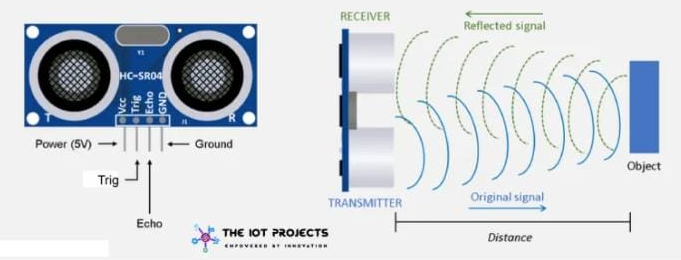 Y1
HC-SR04
Vcc
Trig
Echo
GND
T
J1
R
Power (5V)
Ground
Trig
Echo
RECEIVER
Reflected signal
Object
TRANSMITTER
Original signal
Distance
THE IOT PROJECTS
EMPOWERED BY INNOVATION